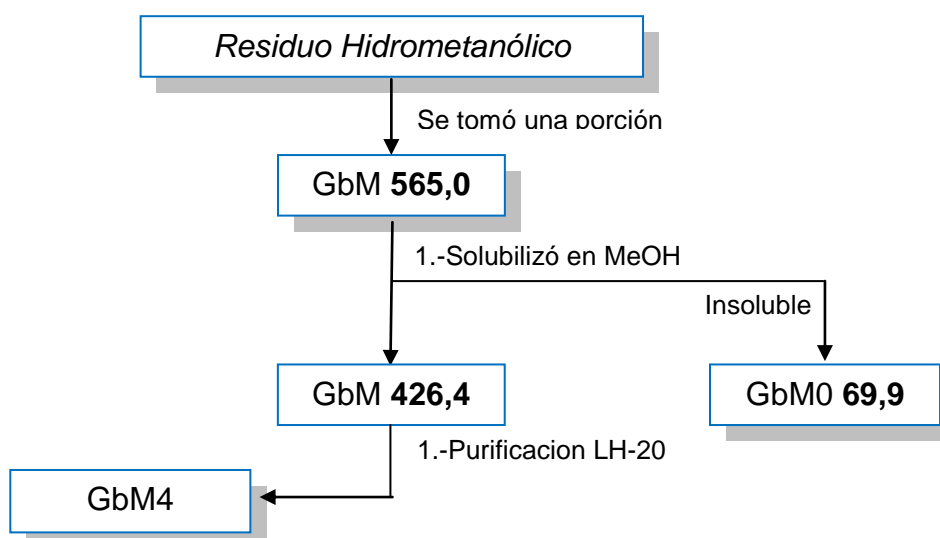 Residuo Hidrometanólico
Se tomó una porción
GbM 565,0
1.-Solubilizó en MeOH
Insoluble
GbM 426,4
GbM0 69,9
1.-Purificacion LH-20
GbM4